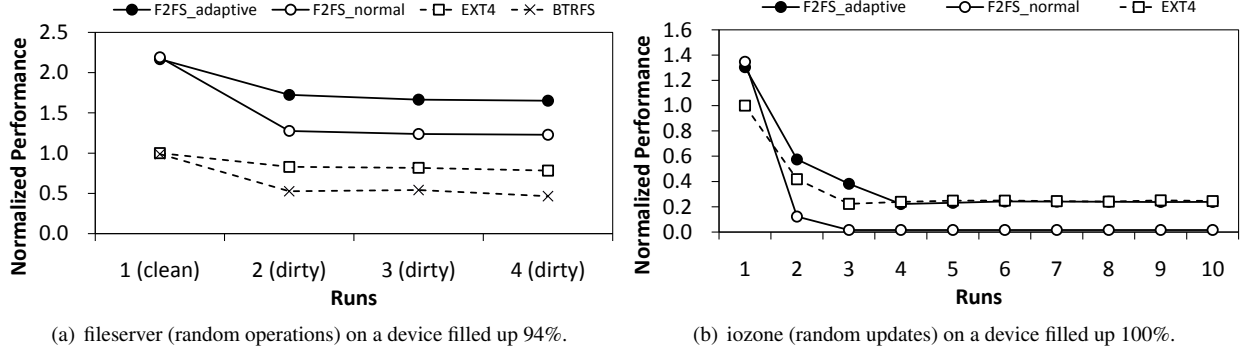 F2FS_adaptive F2FS_normal EXT4 BTRFS
2.5
2.0
1.5
1.0
0.5
0.0
Normalized Performance
1 (clean) 2 (dirty) 3 (dirty) 4 (dirty)
Runs
(a) fileserver (random operations) on a device filled up 94%.
F2FS_adaptive F2FS_normal EXT4
1.6
1.4
1.2
1.0
0.8
0.6
0.4
0.2
0.0
Normalized Performance
1 2 3 4 5 6 7 8 9 10
Runs
(b) iozone (random updates) on a device filled up 100%.